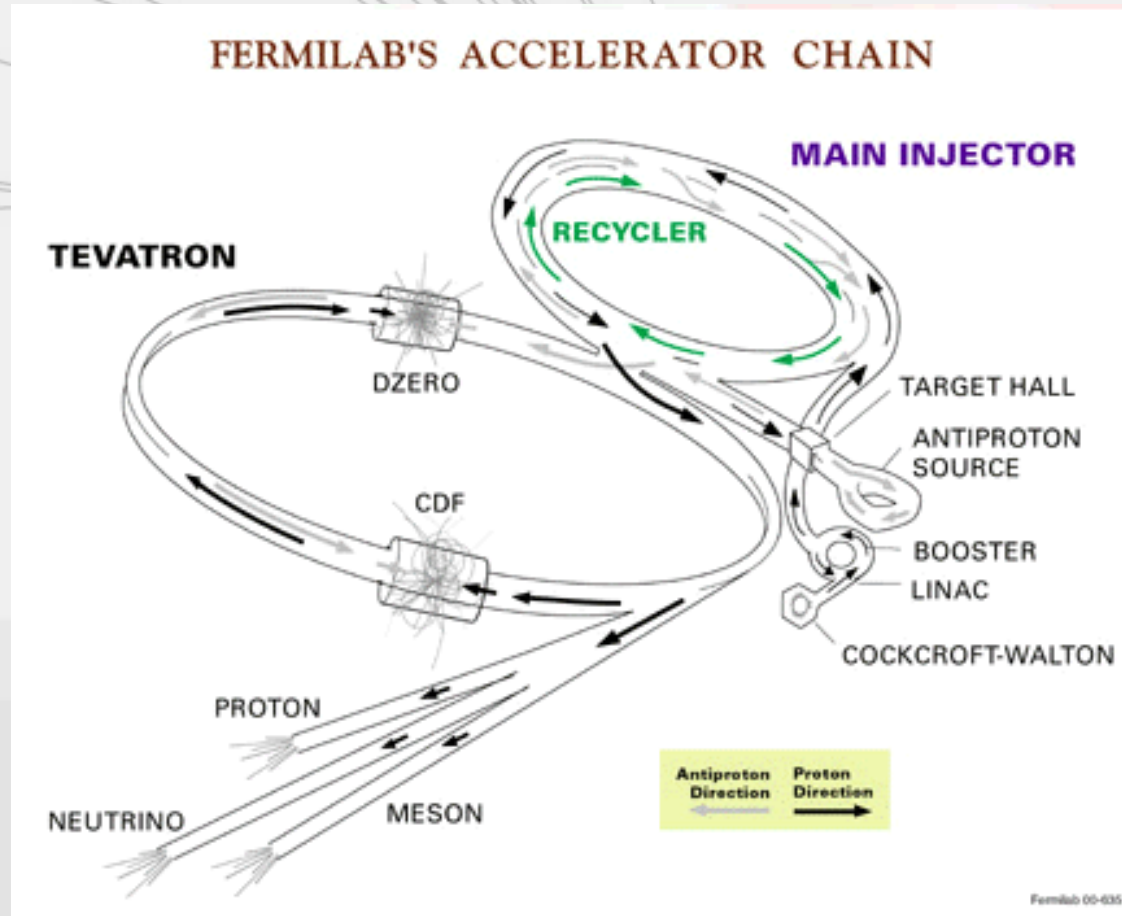 FERMILAB'S ACCELERATOR CHAIN
MAIN INJECTOR
RECYCLER
TEVATRON
DZERO
TARGET HALL
ANTIPROTON
SOURCE
CDF
BOOSTER
LINAC
COCKCROFT-WALTON
PROTON
NEUTRINO
MESON
Antiproton Proton
Direction Direction
Fermilab 00-635